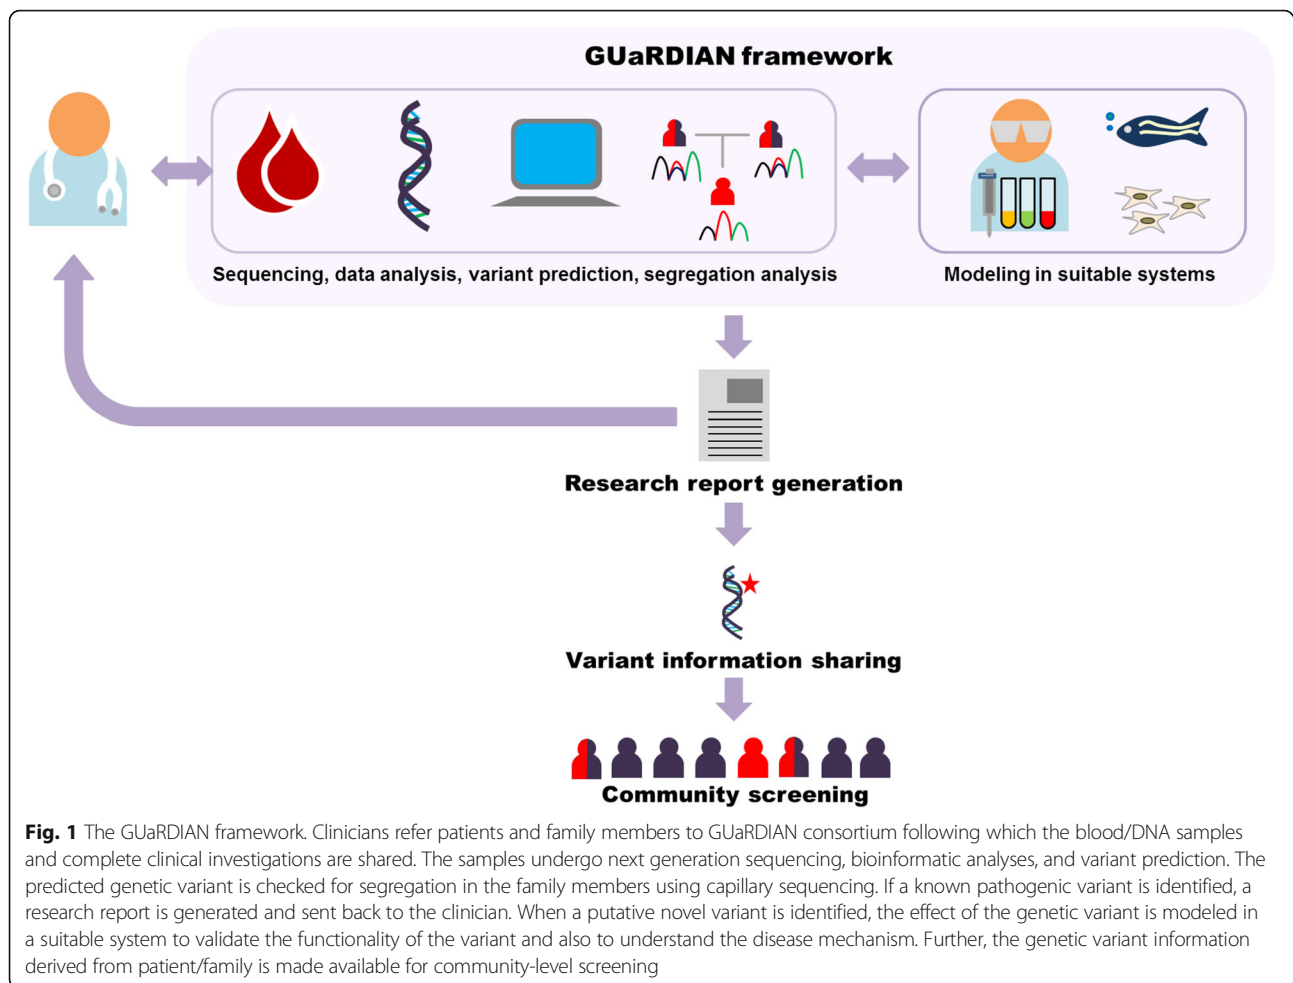 GUaRDIAN framework
Sequencing, data analysis, variant prediction, segregation analysis
Modeling in suitable systems
Research report generation
Variant information sharing
Community screening
Fig. 1 The GUaRDIAN framework. Clinicians refer patients and family members to GUaRDIAN consortium following which the blood/DNA samples
and complete clinical investigations are shared. The samples undergo next generation sequencing, bioinformatic analyses, and variant prediction. The
predicted genetic variant is checked for segregation in the family members using capillary sequencing. If a known pathogenic variant is identified, a
research report is generated and sent back to the clinician. When a putative novel variant is identified, the effect of the genetic variant is modeled in
a suitable system to validate the functionality of the variant and also to understand the disease mechanism. Further, the genetic variant information
derived from patient/family is made available for community-level screening